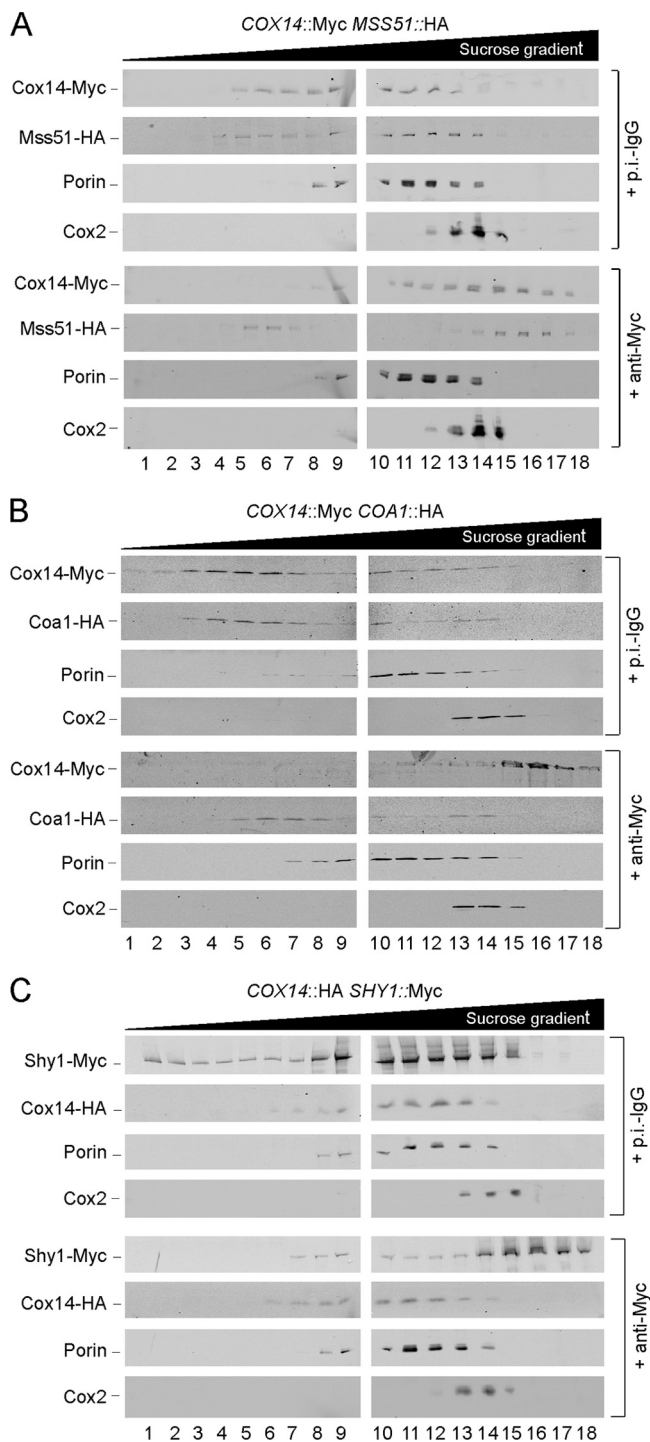 A
COX14::Myc MSS51::HA
Sucrose gradient
Cox14-Myc
Mss51-HA
Porin
Cox2
+ p.i.-IgG
Cox14-Myc
Mss51-HA
Porin
Cox2
+ anti-Myc
1 2 3 4 5 6 7 8 9 10 11 12 13 14 15 16 17 18
B
COX14::Myc COA1::HA
Sucrose gradient
Cox14-Myc
Coa1-HA
Porin
Cox2
+ p.i.-IgG
Cox14-Myc
Coa1-HA
Porin
Cox2
+ anti-Myc
1 2 3 4 5 6 7 8 9 10 11 12 13 14 15 16 17 18
C
COX14::HA SHY1::Myc
Sucrose gradient
Shy1-Myc
Cox14-HA
Porin
Cox2
+ p.i.-IgG
Shy1-Myc
Cox14-HA
Porin
Cox2
+ anti-Myc
1 2 3 4 5 6 7 8 9 10 11 12 13 14 15 16 17 18